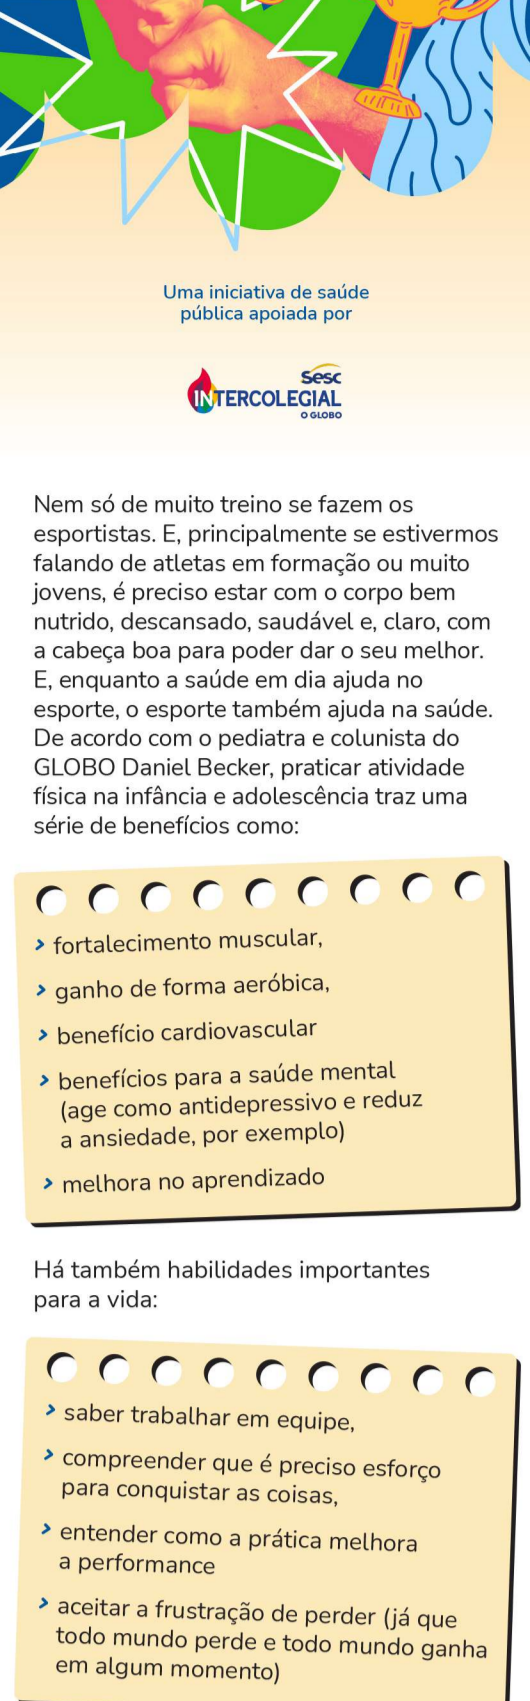 Uma iniciativa de saúde
pública apoiada por
Sesc
INTERCOLEGIAL
O GLOBO
Nem só de muito treino se fazem os
esportistas. E, principalmente se estivermos
falando de atletas em formação ou muito
jovens, é preciso estar com o corpo bem
nutrido, descansado, saudável e, claro, com
a cabeça boa para poder dar o seu melhor.
E, enquanto a saúde em dia ajuda no
esporte, o esporte também ajuda na saúde.
De acordo com o pediatra e colunista do
GLOBO Daniel Becker, praticar atividade
física na infância e adolescência traz uma
série de benefícios como:
> fortalecimento muscular,
> ganho de forma aeróbica,
> benefício cardiovascular
> benefícios para a saúde mental
(age como antidepressivo e reduz
a ansiedade, por exemplo)
> melhora no aprendizado
Há também habilidades importantes
para a vida:
> saber trabalhar em equipe,
> compreender que é preciso esforço
para conquistar as coisas,
> entender como a prática melhora
a performance
> aceitar a frustração de perder (já que
todo mundo perde e todo mundo ganha
em algum momento)